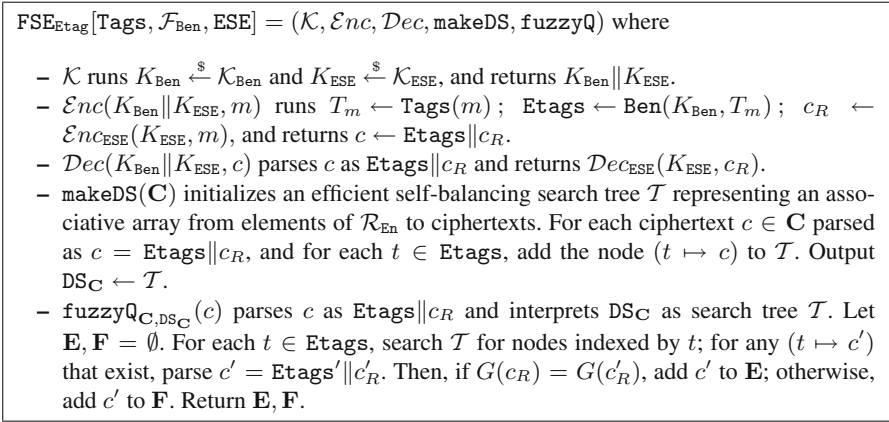 FSE_Etag[Tags, F_Ben, ESE] = (K, Enc, Dec, makeDS, fuzzyQ) where
– K runs K_Ben ←$ K_Ben and K_ESE ←$ K_ESE, and returns K_Ben‖K_ESE.
– Enc(K_Ben‖K_ESE, m) runs T_m ← Tags(m) ; Etags ← Ben(K_Ben, T_m) ; c_R ←
Enc_ESE(K_ESE, m), and returns c ← Etags‖c_R.
– Dec(K_Ben‖K_ESE, c) parses c as Etags‖c_R and returns Dec_ESE(K_ESE, c_R).
– makeDS(C) initializes an efficient self-balancing search tree T representing an asso-
ciative array from elements of R_En to ciphertexts. For each ciphertext c ∈ C parsed
as c = Etags‖c_R, and for each t ∈ Etags, add the node (t ↦ c) to T. Output
DS_C ← T.
– fuzzyQ_C,DS_C(c) parses c as Etags‖c_R and interprets DS_C as search tree T. Let
E, F = ∅. For each t ∈ Etags, search T for nodes indexed by t; for any (t ↦ c′)
that exist, parse c′ = Etags′‖c′_R. Then, if G(c_R) = G(c′_R), add c′ to E; otherwise,
add c′ to F. Return E, F.